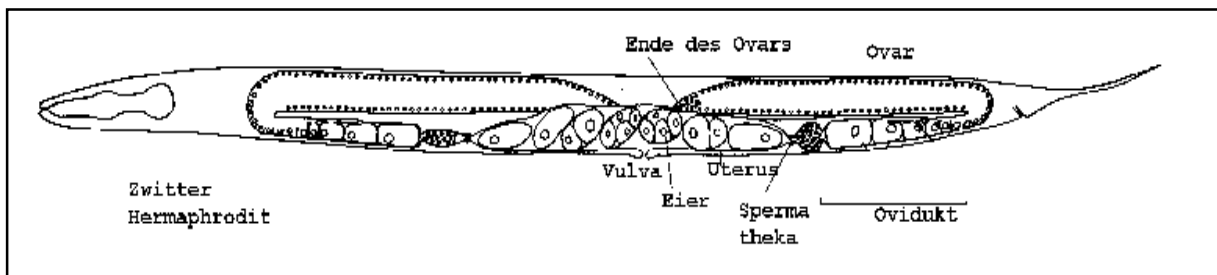 Ende des Ovars
Ovar
Vulva
Uterus
Eier
Sperma
theka
Ovidukt
Zwitter
Hermaphrodit